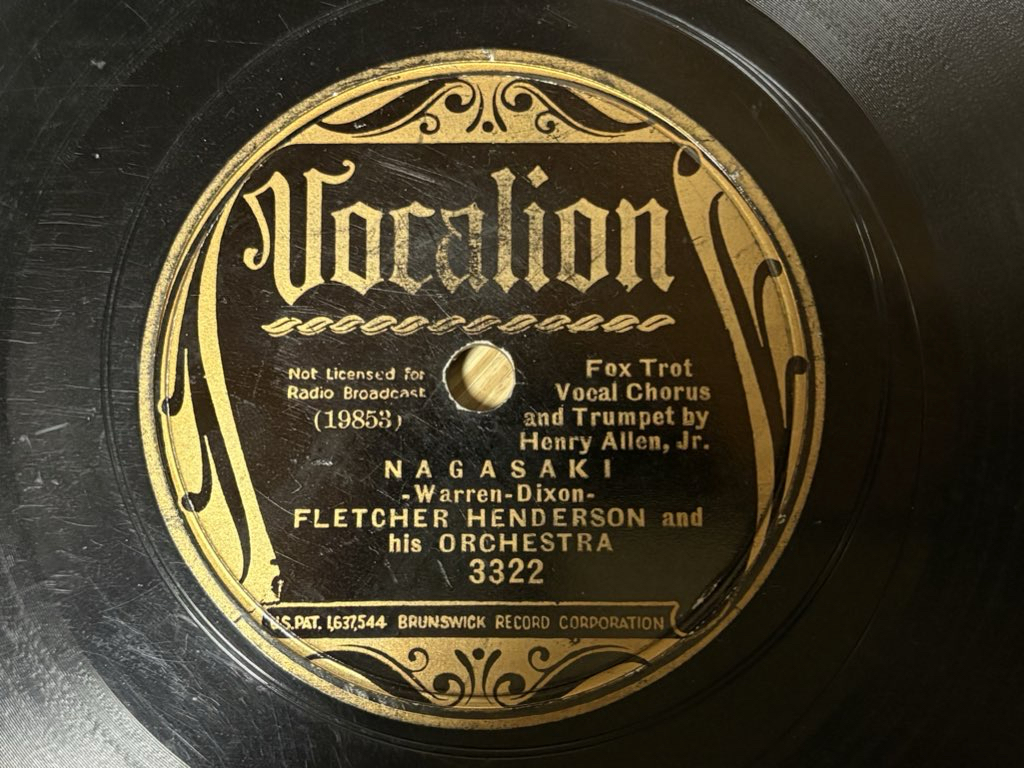 Vocalion
Not Licensed for
Radio Broadcast
(19853)
Fox Trot
Vocal Chorus
and Trumpet by
Henry Allen, Jr.
NAGASAKI
-Warren-Dixon-
FLETCHER HENDERSON and
his ORCHESTRA
3322
U.S.PAT. 1,637,544 BRUNSWICK RECORD CORPORATION